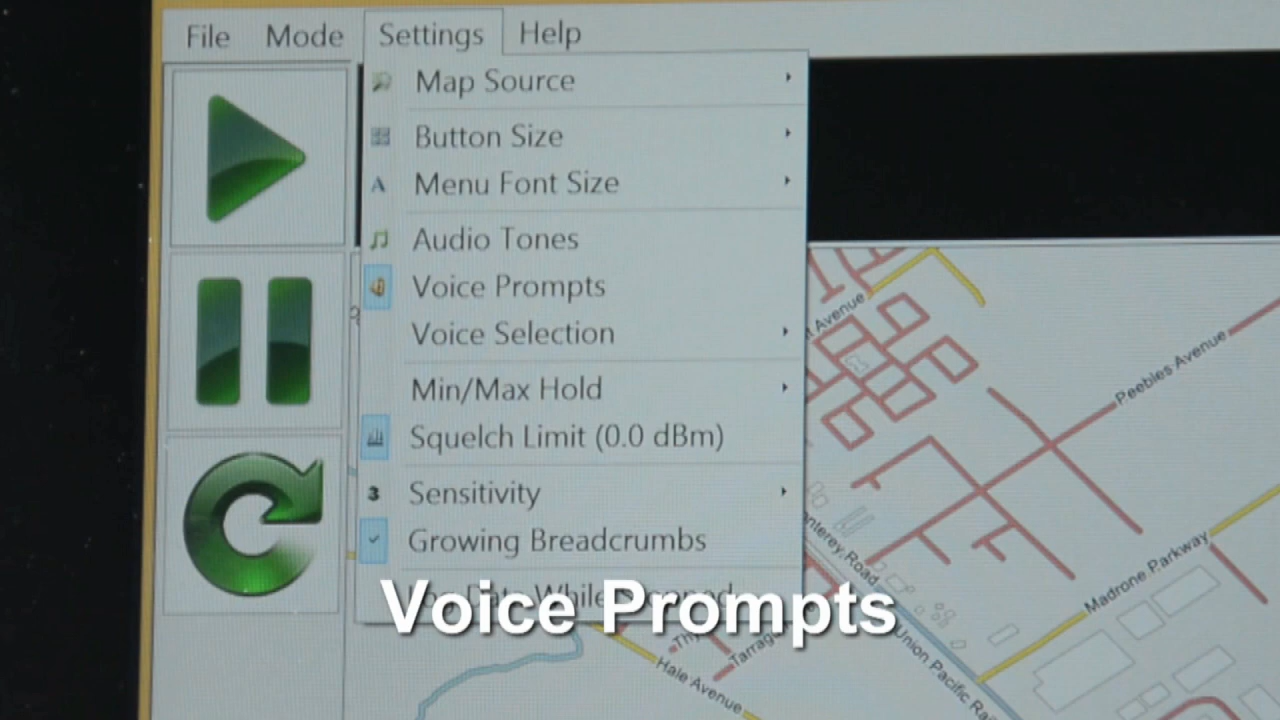 File Mode Settings Help
Map Source
Button Size
A Menu Font Size
Audio Tones
Voice Prompts
Voice Selection
Min/Max Hold
Squelch Limit (0.0 dBm)
3 Sensitivity
Growing Breadcrumbs
While
Voice Prompts
Avenue
Peebles Avenue
Road
Madrone Parkway
Union Pacific
Hale Avenue